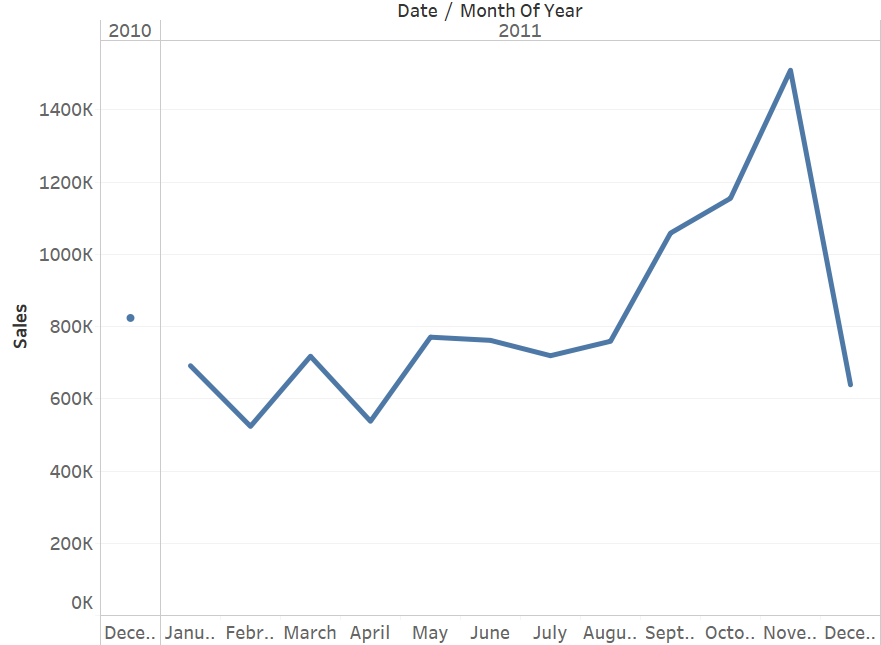 Date / Month Of Year
2010 2011
1400K
1200K
1000K
800K
600K
400K
200K
0K
Sales
Dece.. Janu.. Febr.. March April May June July Augu.. Sept.. Octo.. Nove.. Dece..